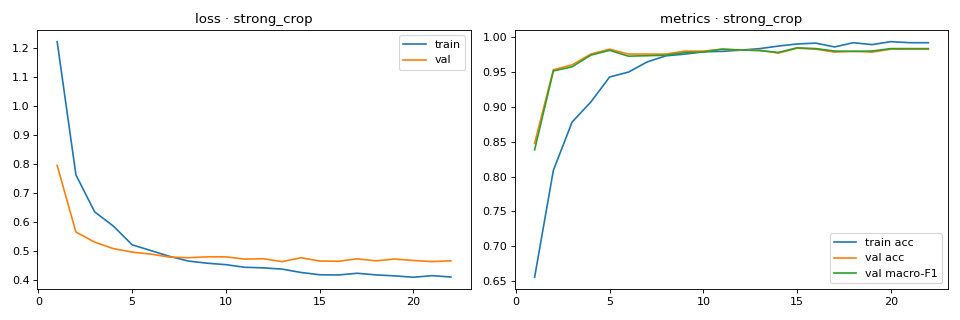 loss · strong_crop
1.2
1.1
1.0
0.9
0.8
0.7
0.6
0.5
0.4
0 5 10 15 20
train
val
metrics · strong_crop
1.00
0.95
0.90
0.85
0.80
0.75
0.70
0.65
0 5 10 15 20
train acc
val acc
val macro-F1